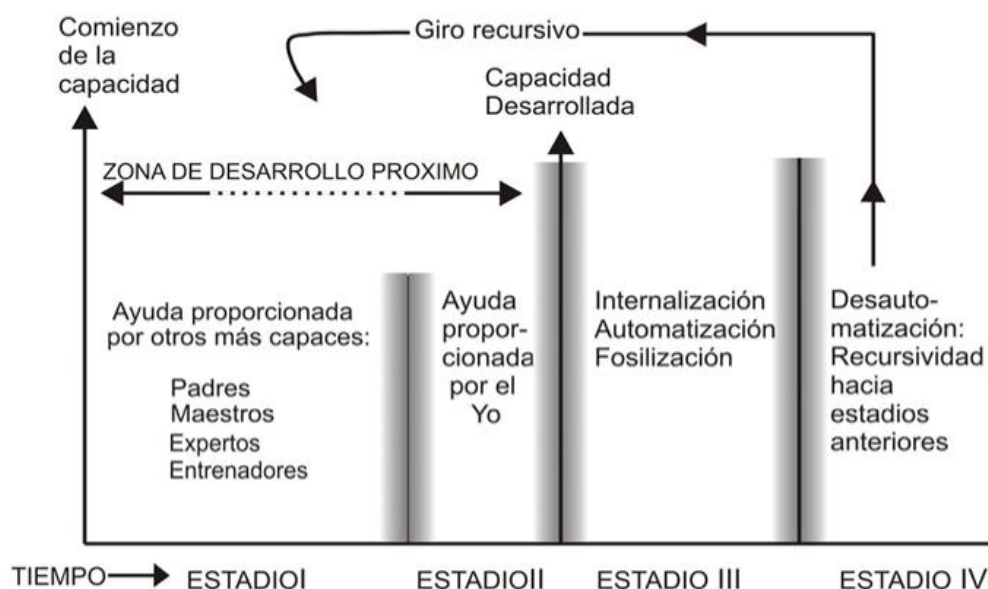 Comienzo
de la
capacidad
Giro recursivo
Capacidad
Desarrollada
ZONA DE DESARROLLO PROXIMO
Ayuda proporcionada
por otros más capaces:
Padres
Maestros
Expertos
Entrenadores
Ayuda
propor-
cionada
por el
Yo
Internalización
Automatización
Fosilización
Desauto-
matización:
Recursividad
hacia
estadios
anteriores
TIEMPO
ESTADIOI
ESTADIOII
ESTADIO III
ESTADIO IV